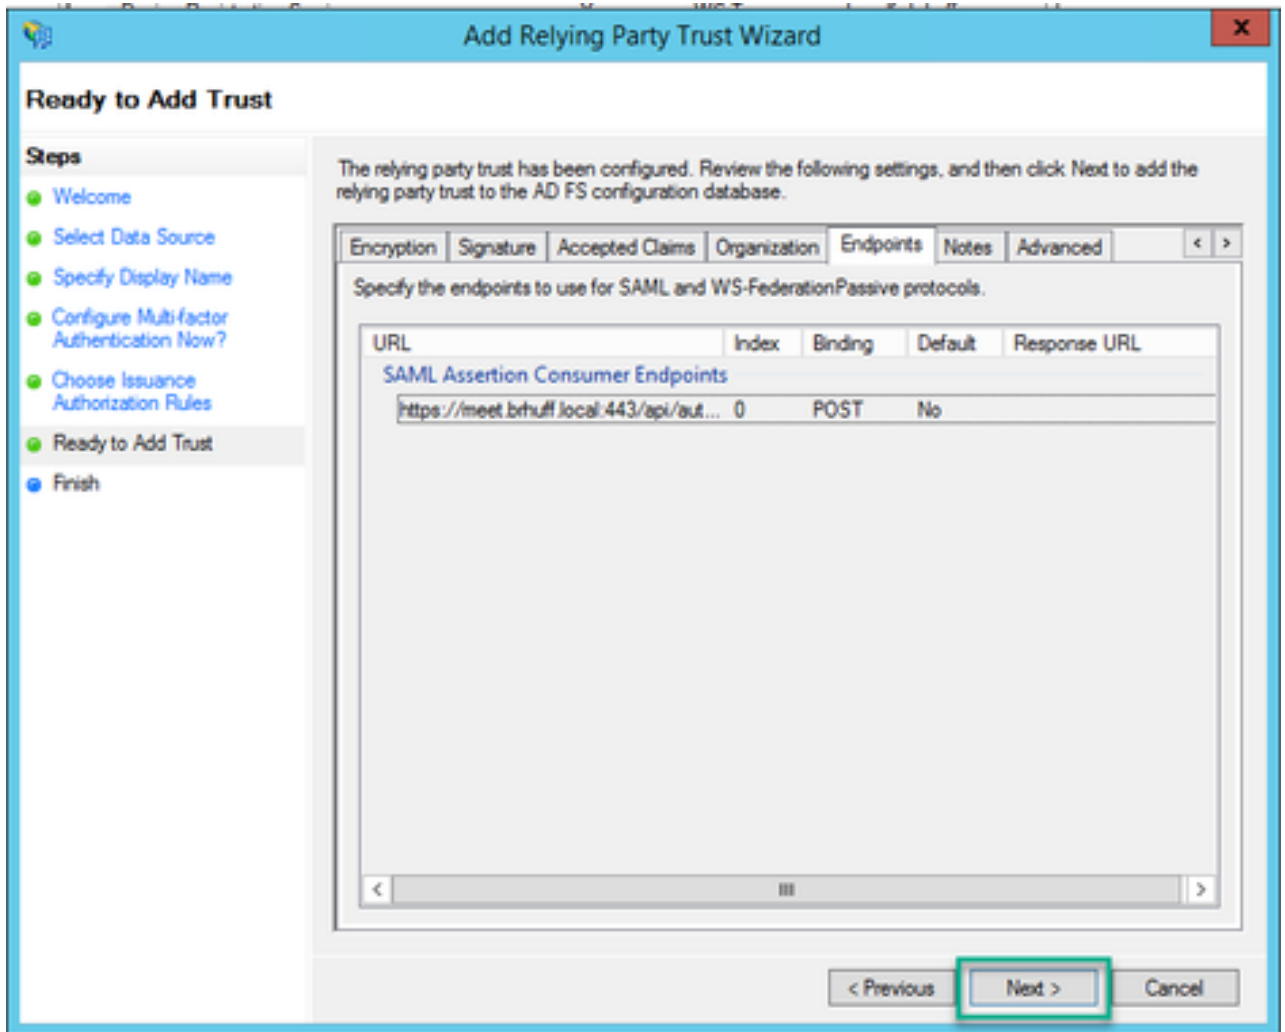 Add Relying Party Trust Wizard
x
Ready to Add Trust
Steps
Welcome
Select Data Source
Specify Display Name
Configure Multi-factor
Authentication Now?
Choose Issuance
Authorization Rules
Ready to Add Trust
Finish
The relying party trust has been configured. Review the following settings, and then click Next to add the
relying party trust to the AD FS configuration database.
Encryption Signature Accepted Claims Organization Endpoints Notes Advanced < >
Specify the endpoints to use for SAML and WS-FederationPassive protocols.
URL Index Binding Default Response URL
SAML Assertion Consumer Endpoints
https://meet.brhuff.local:443/api/aut... 0 POST No
< Previous Next > Cancel